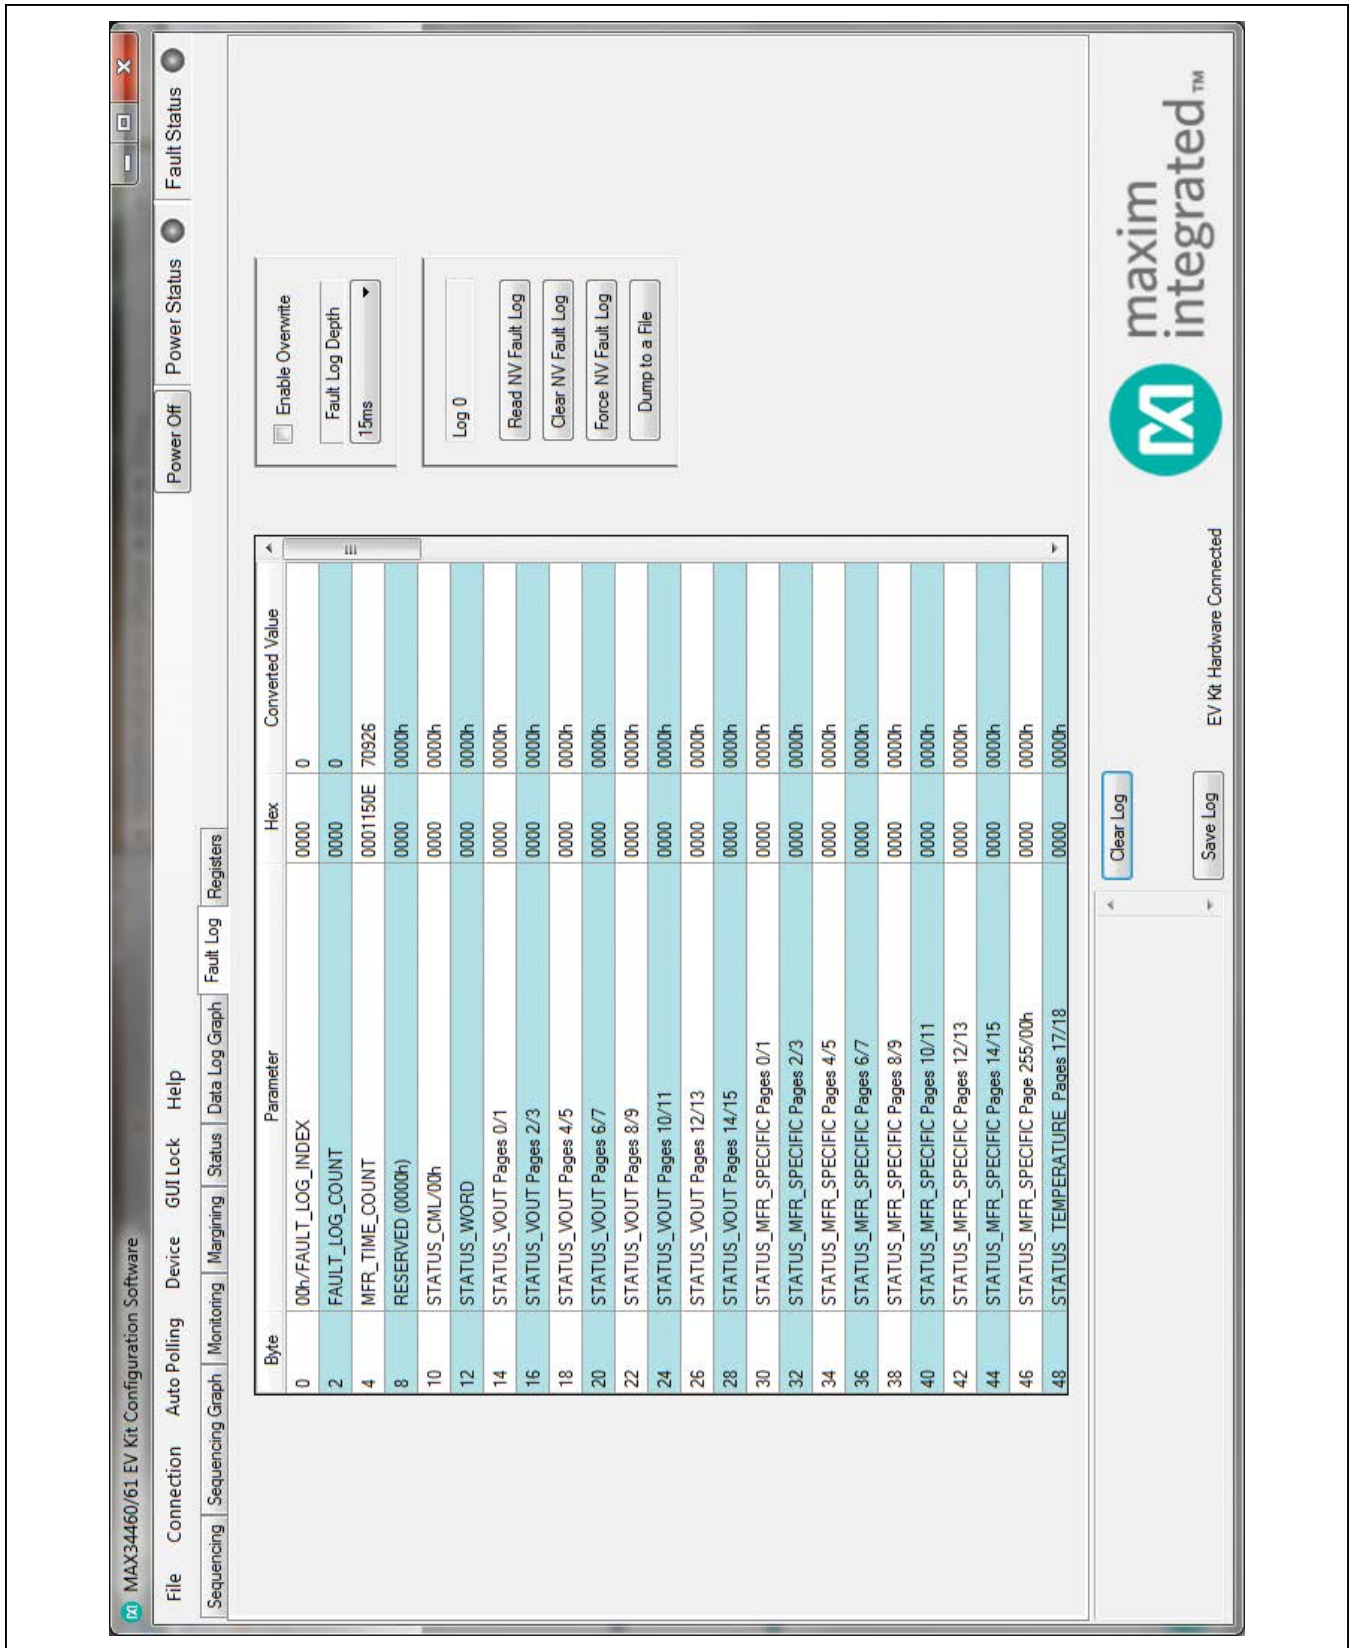 MAX34460/61 EV Kit Configuration Software
File Connection Auto Polling Device GUI Lock Help Power Off Power Status Fault Status
Sequencing Sequencing Graph Monitoring Margining Status Data Log Graph Fault Log Registers
Byte Parameter Hex Converted Value
0 00h/FAULT_LOG_INDEX 0000 0
2 FAULT_LOG_COUNT 0000 0
4 MFR_TIME_COUNT 0001150E 70926
8 RESERVED (0000h) 0000 0000h
10 STATUS_CML/00h 0000 0000h
12 STATUS_WORD 0000 0000h
14 STATUS_VOUT Pages 0/1 0000 0000h
16 STATUS_VOUT Pages 2/3 0000 0000h
18 STATUS_VOUT Pages 4/5 0000 0000h
20 STATUS_VOUT Pages 6/7 0000 0000h
22 STATUS_VOUT Pages 8/9 0000 0000h
24 STATUS_VOUT Pages 10/11 0000 0000h
26 STATUS_VOUT Pages 12/13 0000 0000h
28 STATUS_VOUT Pages 14/15 0000 0000h
30 STATUS_MFR_SPECIFIC Pages 0/1 0000 0000h
32 STATUS_MFR_SPECIFIC Pages 2/3 0000 0000h
34 STATUS_MFR_SPECIFIC Pages 4/5 0000 0000h
36 STATUS_MFR_SPECIFIC Pages 6/7 0000 0000h
38 STATUS_MFR_SPECIFIC Pages 8/9 0000 0000h
40 STATUS_MFR_SPECIFIC Pages 10/11 0000 0000h
42 STATUS_MFR_SPECIFIC Pages 12/13 0000 0000h
44 STATUS_MFR_SPECIFIC Pages 14/15 0000 0000h
46 STATUS_MFR_SPECIFIC Page 255/00h 0000 0000h
48 STATUS_TEMPERATURE Pages 17/18 0000 0000h
Enable Overwrite
Fault Log Depth
15ms
Log 0
Read NV Fault Log
Clear NV Fault Log
Force NV Fault Log
Dump to a File
Clear Log
Save Log
EV Kit Hardware Connected
maxim
integrated™